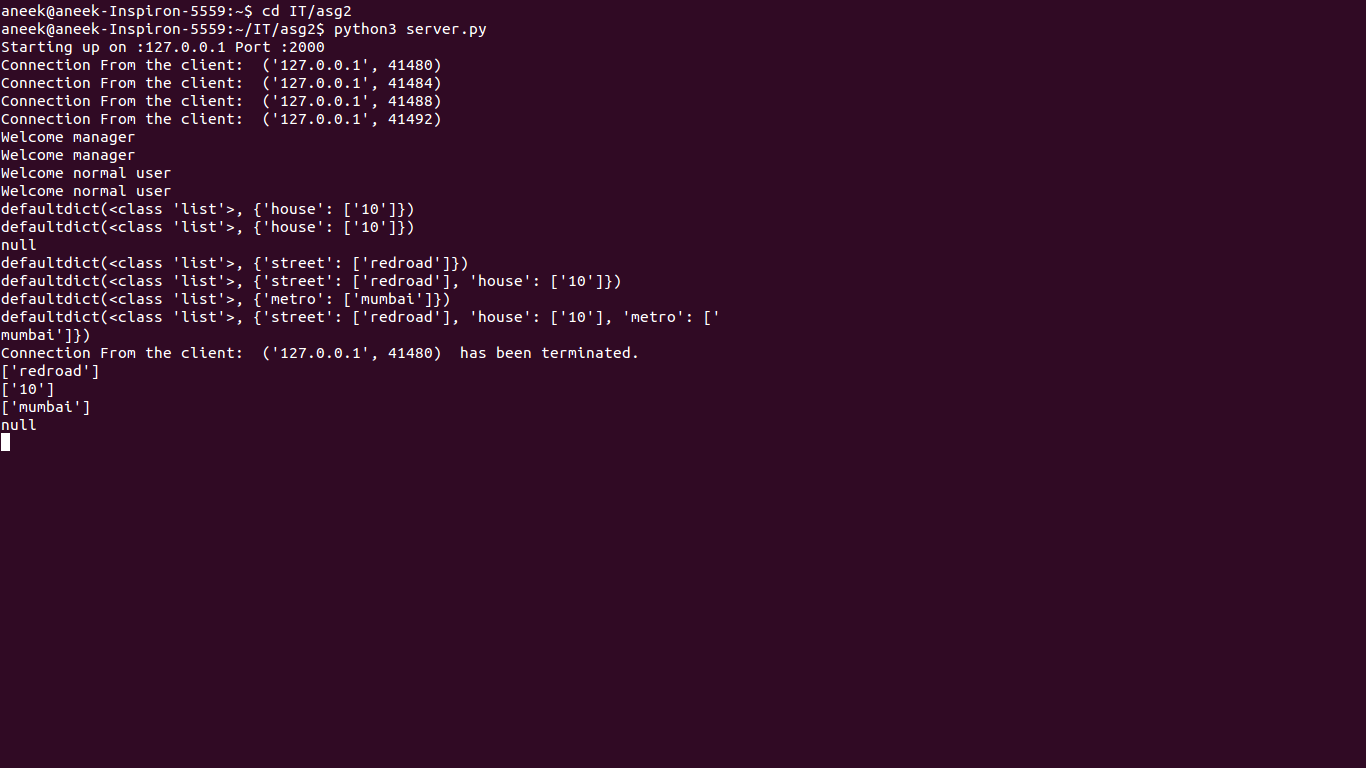 aneek@aneek-Inspiron-5559:~$ cd IT/asg2
aneek@aneek-Inspiron-5559:~/IT/asg2$ python3 server.py
Starting up on :127.0.0.1 Port :2000
Connection From the client:  ('127.0.0.1', 41480)
Connection From the client:  ('127.0.0.1', 41484)
Connection From the client:  ('127.0.0.1', 41488)
Connection From the client:  ('127.0.0.1', 41492)
Welcome manager
Welcome manager
Welcome normal user
Welcome normal user
defaultdict(<class 'list'>, {'house': ['10']})
defaultdict(<class 'list'>, {'house': ['10']})
null
defaultdict(<class 'list'>, {'street': ['redroad']})
defaultdict(<class 'list'>, {'street': ['redroad'], 'house': ['10']})
defaultdict(<class 'list'>, {'metro': ['mumbai']})
defaultdict(<class 'list'>, {'street': ['redroad'], 'house': ['10'], 'metro': ['
mumbai']})
Connection From the client:  ('127.0.0.1', 41480)  has been terminated.
['redroad']
['10']
['mumbai']
null